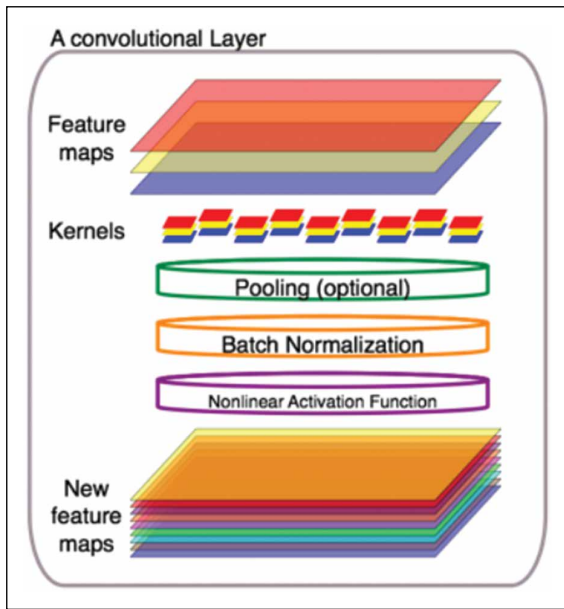 A convolutional Layer
Feature
maps
Kernels
Pooling (optional)
Batch Normalization
Nonlinear Activation Function
New
feature
maps